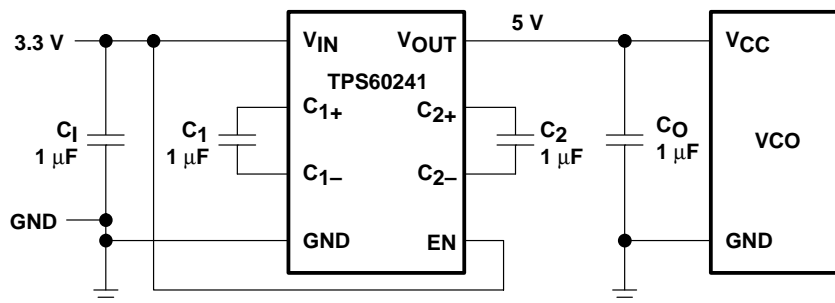 5 V
3.3 V
VIN
VOUT
VCC
TPS60241
C1+
C2+
CI
1 μF
C1
1 μF
C2
1 μF
CO
1 μF
VCO
C1–
C2–
GND
GND
EN
GND